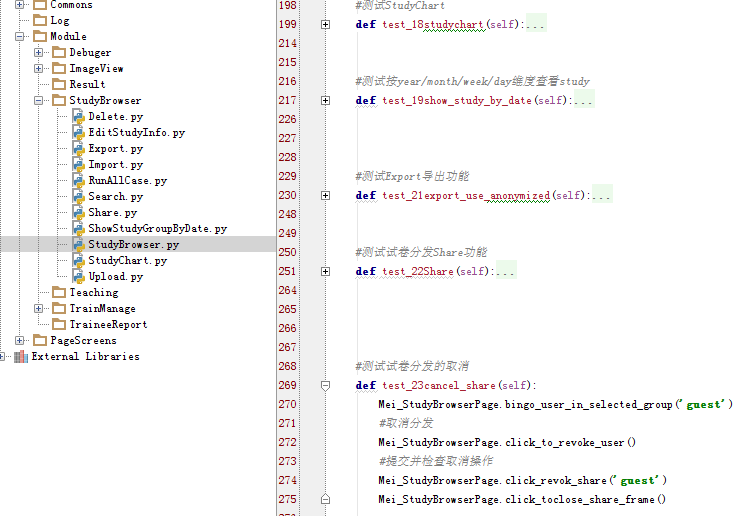 Commons
Log
Module
Debuger
ImageView
Result
StudyBrowser
Delete.py
EditStudyInfo.py
Export.py
Import.py
RunAllCase.py
Search.py
Share.py
ShowStudyGroupByDate.py
StudyBrowser.py
StudyChart.py
Upload.py
Teaching
TrainManage
TraineeReport
PageScreens
External Libraries
198 #测试StudyChart
199 def test_18studychart(self):...
214
215
216 #测试按year/month/week/day维度查看study
217 def test_19show_study_by_date(self):...
226
227
228
229 #测试Export导出功能
230 def test_21export_use_anonymized(self):...
248
249
250 #测试试卷分发Share功能
251 def test_22Share(self):...
264
265
266
267
268 #测试试卷分发的取消
269 def test_23cancel_share(self):
270 Mei_StudyBrowserPage.bingo_user_in_selected_group('guest')
271 #取消分发
272 Mei_StudyBrowserPage.click_to_revoke_user()
273 #提交并检查取消操作
274 Mei_StudyBrowserPage.click_revok_share('guest')
275 Mei_StudyBrowserPage.click_toclose_share_frame()